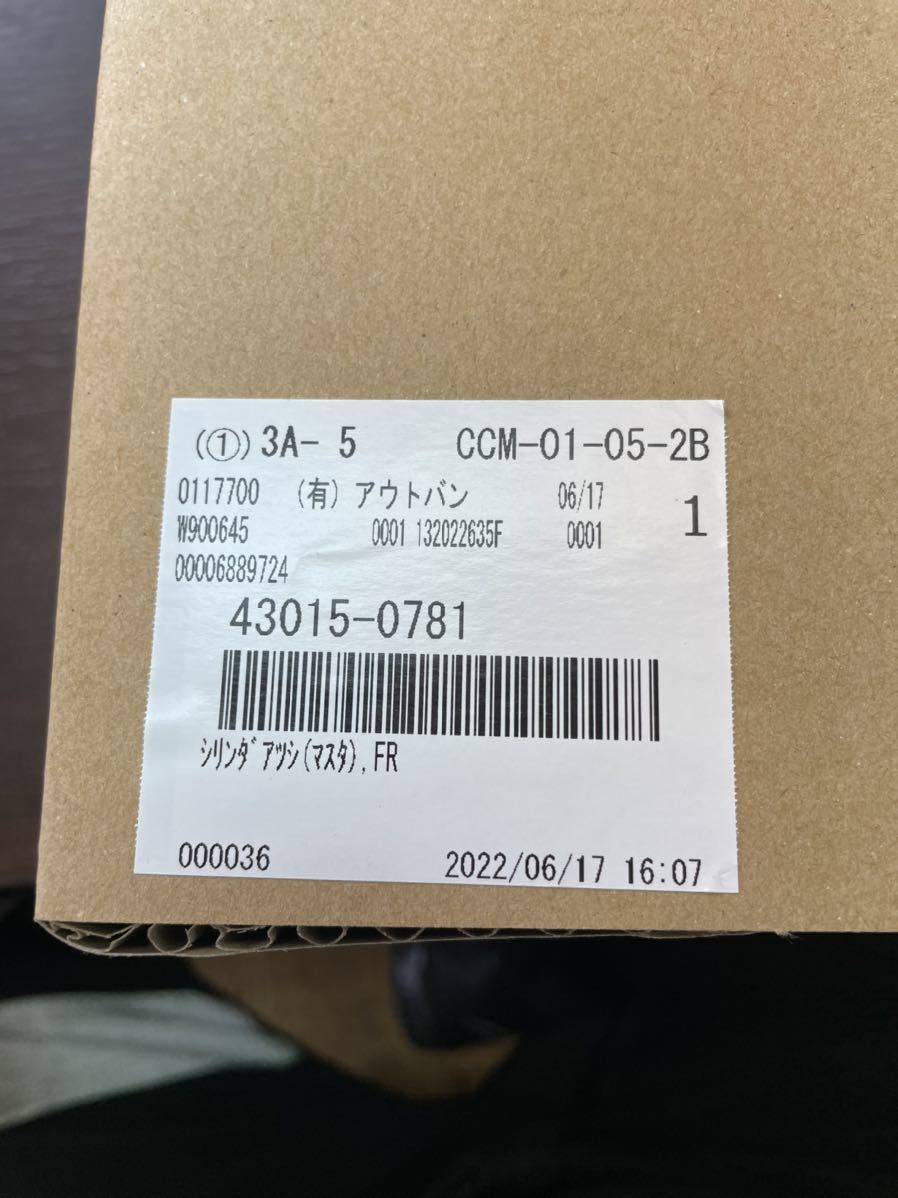 (①) 3A- 5 CCM-01-05-2B
0117700 (有) アウトバン 06/17 1
W900645 0001 132022635F 0001
00006889724
43015-0781
ｼﾘﾝﾀﾞｱﾂｼ(ﾏｽﾀ),FR
000036 2022/06/17 16:07